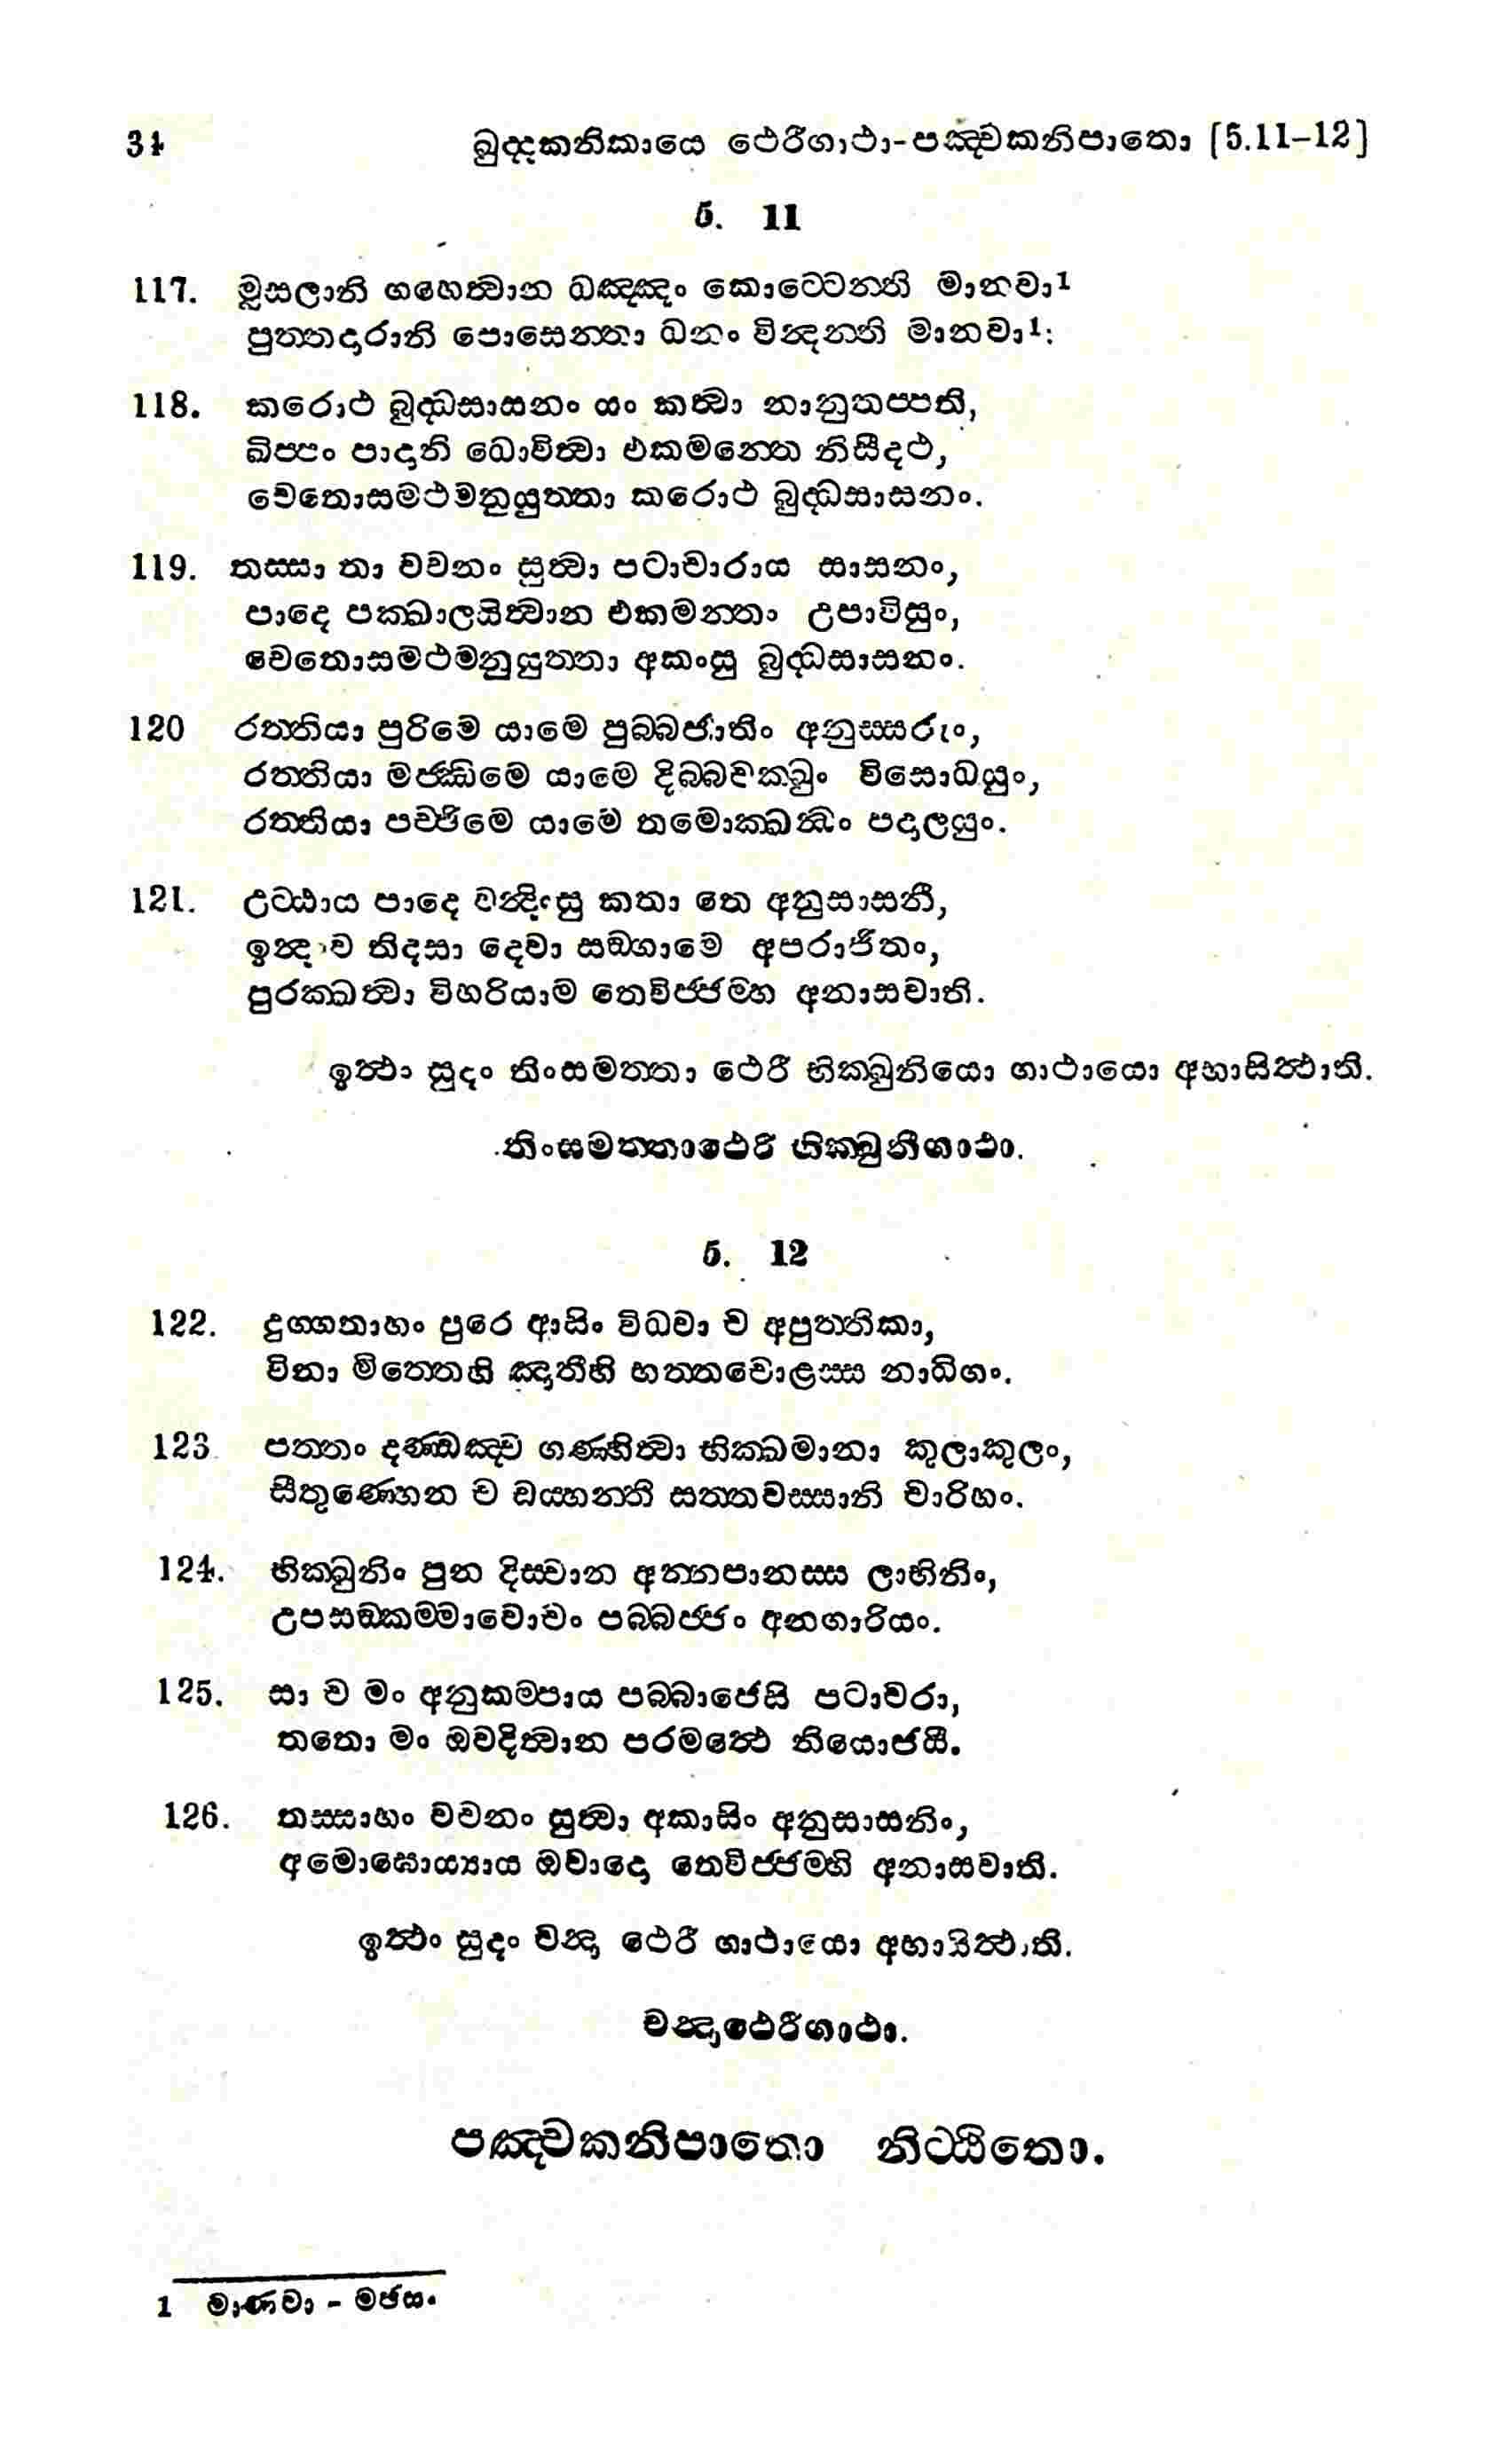 34 ඛුද්දකනිකායෙ ථෙරීගාථා-පඤ්චකනිපාතො [5.11–12]
5. 11
117. මුසලානි ගහෙත්වාන ධඤ්ඤං කොට්ටෙන්ති මානවා1
පුත්තදාරානි පොසෙන්තා ධනං වින්දන්ති මානවා1:
118. කරොථ බුද්ධසාසනං යං කත්වා නානුතප්පති,
ඛිප්පං පාදානි ධොවිත්වා එකමන්තෙ නිසීදථ,
චෙතොසමථමනුයුත්තා කරොථ බුද්ධසාසනං.
119. තස්සා තා වචනං සුත්වා පටාචාරාය සාසනං,
පාදෙ පක්ඛාලයිත්වාන එකමන්තං උපාවිසුං,
චෙතොසමථමනුයුත්තා අකංසු බුද්ධසාසනං.
120 රත්තියා පුරිමෙ යාමෙ පුබ්බජාතිං අනුස්සරුං,
රත්තියා මජ්ඣිමෙ යාමෙ දිබ්බචක්ඛුං විසොධයුං,
රත්තියා පච්ඡිමෙ යාමෙ තමොක්ඛන්ධං පදාලයුං.
121. උට්ඨාය පාදෙ වන්දිංසු කතා තෙ අනුසාසනී,
ඉන්දංව තිදසා දෙවා සඞ්ගාමෙ අපරාජිතං,
පුරක්ඛත්වා විහරියාම තෙවිජ්ජම්හ අනාසවාති.
ඉත්ථං සුදං තිංසමත්තා ථෙරී භික්ඛුනියො ගාථායො අභාසිත්ථාති.
තිංසමත්තාථෙරී භික්ඛුනීගාථා.
5. 12
122. දුග්ගතාහං පුරෙ ආසිං විධවා ච අපුත්තිකා,
විනා මිත්තෙහි ඤාතීහි භත්තචොළස්ස නාධිගං.
123 පත්තං දණ්ඩඤ්ච ගණ්හිත්වා භික්ඛමානා කුලාකුලං,
සීතුණ්හෙන ච ඩය්හන්ති සත්තවස්සානි චාරිහං.
124. භික්ඛුනිං පුන දිස්වාන අන්නපානස්ස ලාභිනිං,
උපසඞ්කම්මාවොචං පබ්බජ්ජං අනගාරියං.
125. සා ච මං අනුකම්පාය පබ්බාජෙසි පටාචරා,
තතො මං ඔවදිත්වාන පරමත්ථෙ නියොජයී.
126. තස්සාහං වචනං සුත්වා අකාසිං අනුසාසනිං,
අමොඝොය්‍යාය ඔවාදො තෙවිජ්ජම්හි අනාසවාති.
ඉත්ථං සුදං චන්දා ථෙරී ගාථායො අභායිත්ථාති.
චන්දාථෙරීගාථා.
පඤ්චකනිපාතො නිට්ඨිතො.
1 මාණවා - මජසං